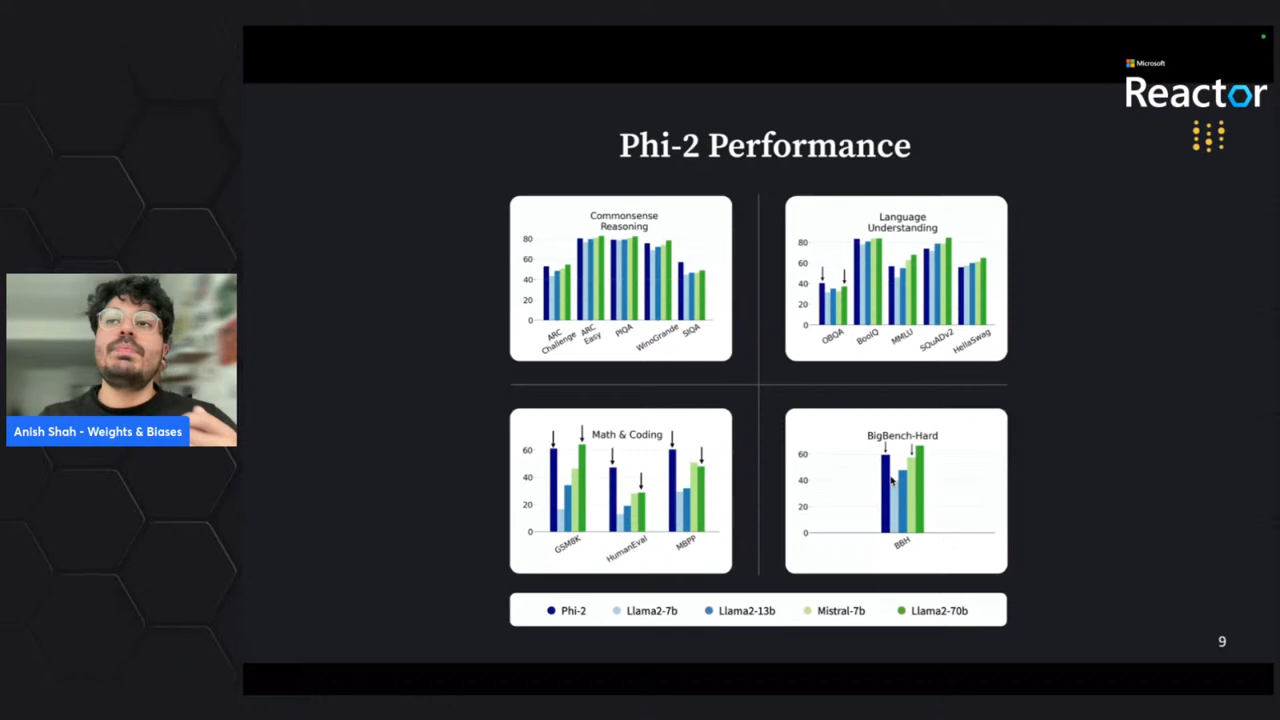 Microsoft
Reactor
Phi-2 Performance
Commonsense
Reasoning
80
60
40
20
0
ARC
Challenge
ARC
Easy
PIQA
WinoGrande
SIQA
Language
Understanding
80
60
40
20
0
OBQA
BoolQ
MMLU
SQuADv2
HellaSwag
Anish Shah - Weights & Biases
Math & Coding
60
40
20
0
GSM8K
HumanEval
MBPP
BigBench-Hard
60
40
20
0
BBH
Phi-2 Llama2-7b Llama2-13b Mistral-7b Llama2-70b
9